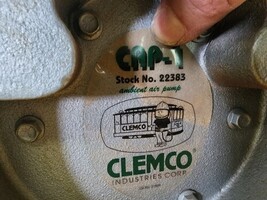 CAP-1
Stock No. 22383
ambient air pump
CLEMCO
CLEMCO
INDUSTRIES CORP.